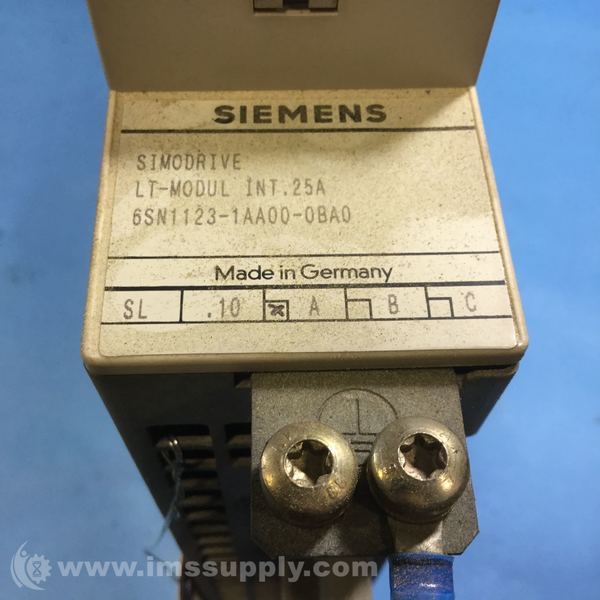 SIEMENS
SIMODRIVE
LT-MODUL INT.25A
6SN1123-1AA00-0BA0
Made in Germany
SL .10 A B C
www.imssupply.com